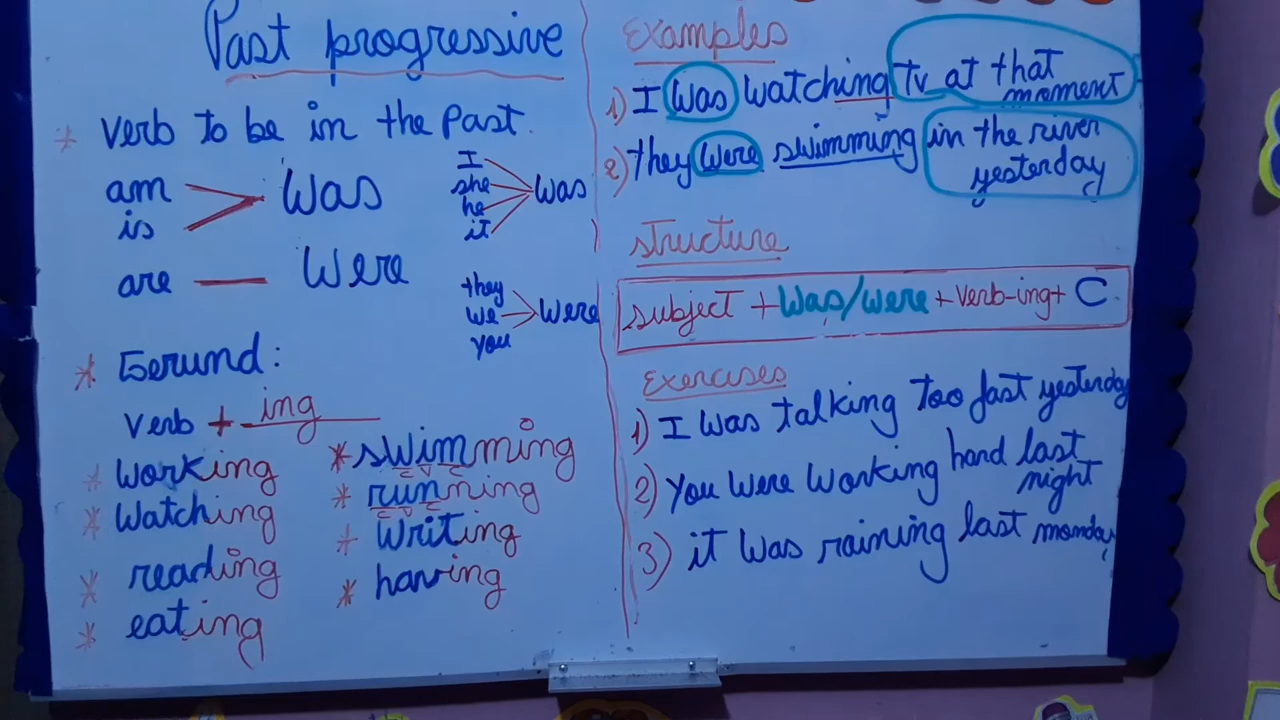 Past progressive
* Verb to be in the Past.
am
is
Was
are — Were
I
she
he
it
Was
they
we
you
Were
* Gerund:
Verb + ing
* Working
* Watching
* reading
* eating
* swimming
c v c
* running
c v c
+ Writing
* having
Examples
1) I Was watching tv at that
moment
2) they Were swimming in the river
yesterday
structure
subject + Was/were + verb-ing + C.
Exercises
1) I Was talking too fast yesterday
2) You Were Working hard last
night
3) it Was raining last monday